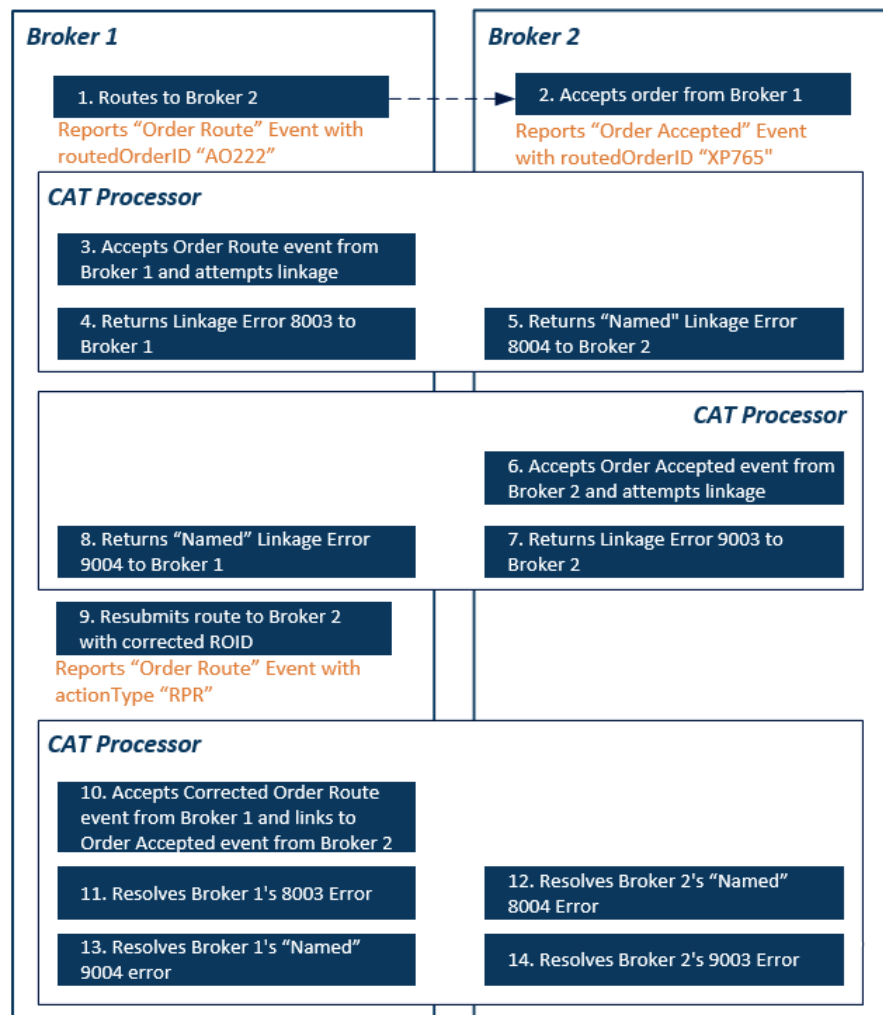 Broker 1
Broker 2
1. Routes to Broker 2
2. Accepts order from Broker 1
Reports “Order Route” Event with
routedOrderID “AO222”
Reports “Order Accepted” Event
with routedOrderID “XP765"
CAT Processor
3. Accepts Order Route event from
Broker 1 and attempts linkage
4. Returns Linkage Error 8003 to
Broker 1
5. Returns “Named" Linkage Error
8004 to Broker 2
CAT Processor
6. Accepts Order Accepted event from
Broker 2 and attempts linkage
8. Returns “Named” Linkage Error
9004 to Broker 1
7. Returns Linkage Error 9003 to
Broker 2
9. Resubmits route to Broker 2
with corrected ROID
Reports “Order Route” Event with
actionType “RPR”
CAT Processor
10. Accepts Corrected Order Route
event from Broker 1 and links to
Order Accepted event from Broker 2
11. Resolves Broker 1's 8003 Error
12. Resolves Broker 2's “Named”
8004 Error
13. Resolves Broker 1's “Named”
9004 error
14. Resolves Broker 2's 9003 Error